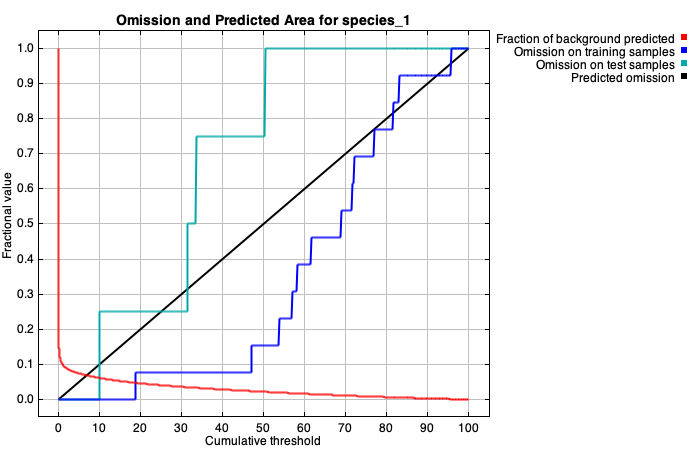 Omission and Predicted Area for species_1
Fraction of background predicted
Omission on training samples
Omission on test samples
Predicted omission
1.0
0.9
0.8
0.7
0.6
0.5
0.4
0.3
0.2
0.1
0.0
Fractional value
0 10 20 30 40 50 60 70 80 90 100
Cumulative threshold